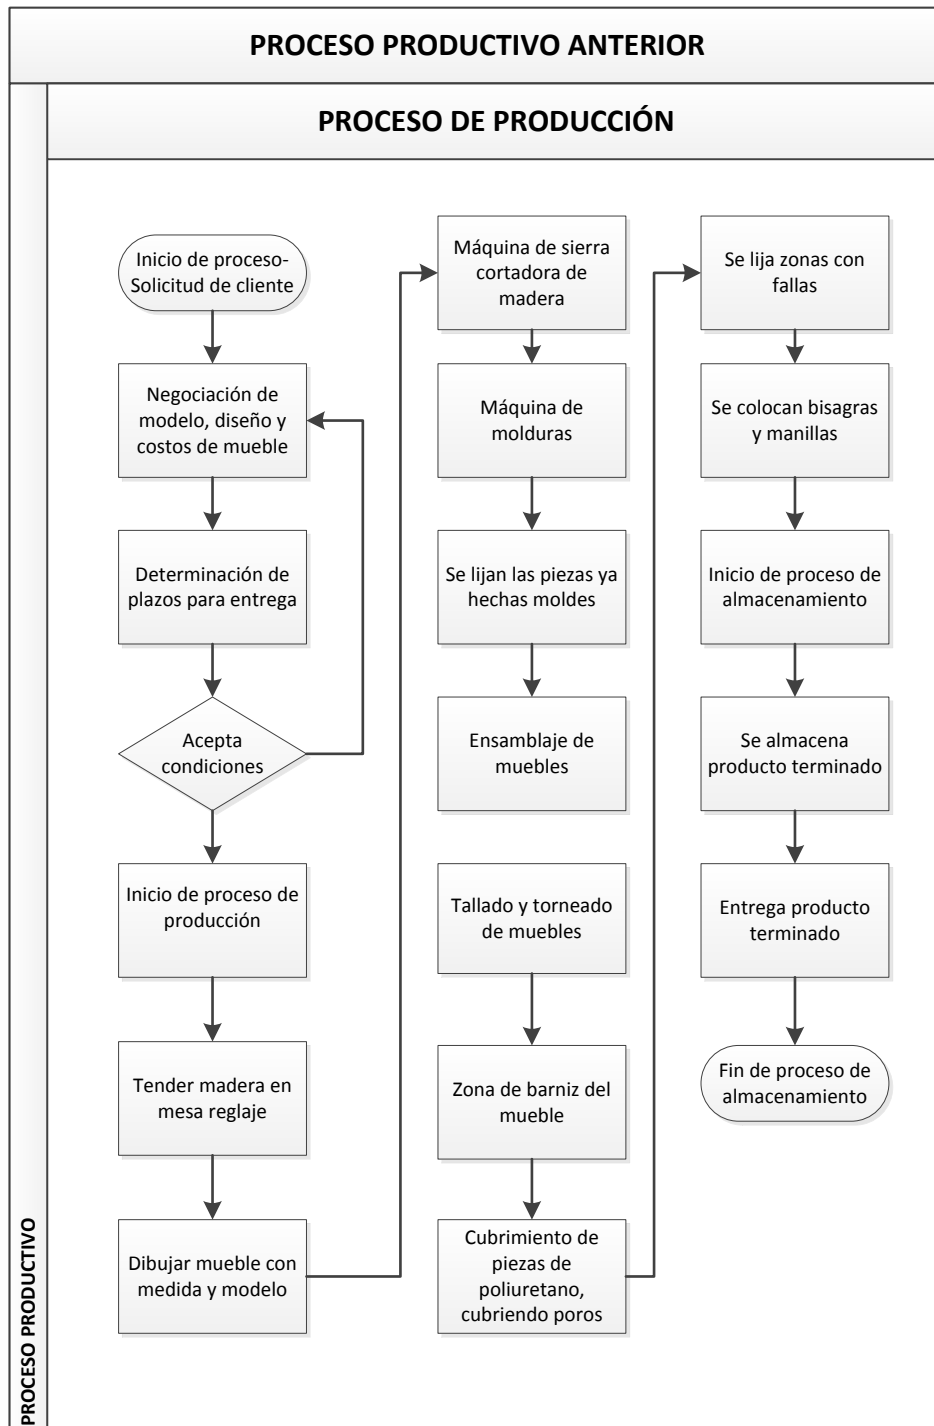 PROCESO PRODUCTIVO ANTERIOR
PROCESO DE PRODUCCIÓN
PROCESO PRODUCTIVO
Inicio de proceso-
Solicitud de cliente
Negociación de
modelo, diseño y
costos de mueble
Determinación de
plazos para entrega
Acepta
condiciones
Inicio de proceso de
producción
Tender madera en
mesa reglaje
Dibujar mueble con
medida y modelo
Máquina de sierra
cortadora de
madera
Máquina de
molduras
Se lijan las piezas ya
hechas moldes
Ensamblaje de
muebles
Tallado y torneado
de muebles
Zona de barniz del
mueble
Cubrimiento de
piezas de
poliuretano,
cubriendo poros
Se lija zonas con
fallas
Se colocan bisagras
y manillas
Inicio de proceso de
almacenamiento
Se almacena
producto terminado
Entrega producto
terminado
Fin de proceso de
almacenamiento